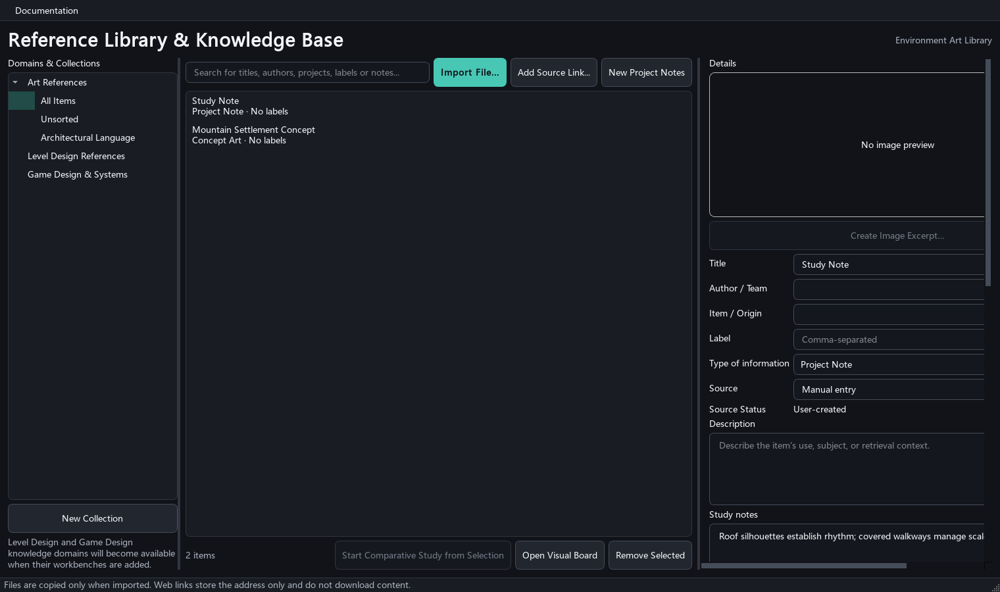 Documentation
Reference Library & Knowledge Base
Environment Art Library
Domains & Collections
Art References
All Items
Unsorted
Architectural Language
Level Design References
Game Design & Systems
New Collection
Level Design and Game Design
knowledge domains will become available
when their workbenches are added.
Search for titles, authors, projects, labels or notes...
Import File...
Add Source Link...
New Project Notes
Study Note
Project Note · No labels
Mountain Settlement Concept
Concept Art · No labels
2 items
Start Comparative Study from Selection
Open Visual Board
Remove Selected
Details
No image preview
Create Image Excerpt...
Title
Study Note
Author / Team
Item / Origin
Label
Comma-separated
Type of information
Project Note
Source
Manual entry
Source Status
User-created
Description
Describe the item's use, subject, or retrieval context.
Study notes
Roof silhouettes establish rhythm; covered walkways manage
Files are copied only when imported. Web links store the address only and do not download content.